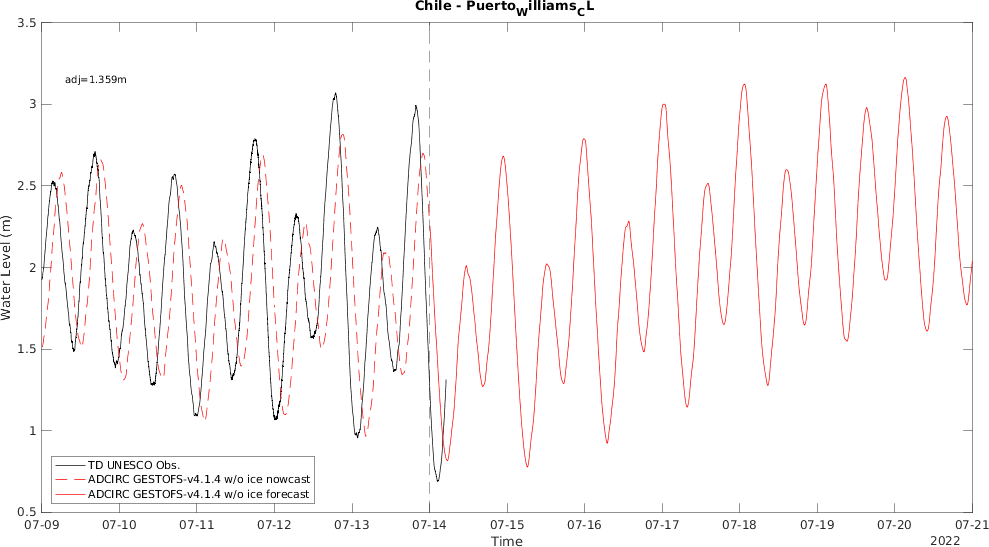 Chile - Puerto_Williams_CL
adj=1.359m
3.5
3
2.5
2
1.5
1
0.5
Water Level (m)
TD UNESCO Obs.
ADCIRC GESTOFS-v4.1.4 w/o ice nowcast
ADCIRC GESTOFS-v4.1.4 w/o ice forecast
07-09 07-10 07-11 07-12 07-13 07-14 07-15 07-16 07-17 07-18 07-19 07-20 07-21
Time
2022